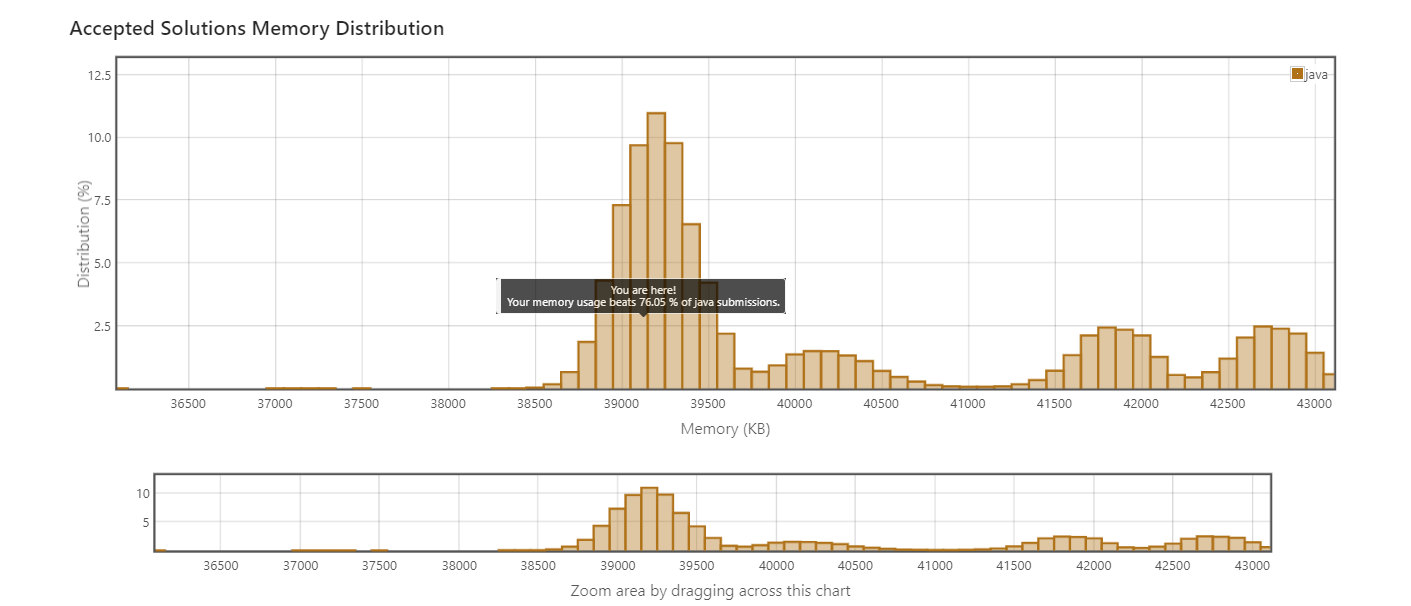 Accepted Solutions Memory Distribution
12.5
10.0
7.5
5.0
2.5
Distribution (%)
java
You are here!
Your memory usage beats 76.05 % of java submissions.
36500 37000 37500 38000 38500 39000 39500 40000 40500 41000 41500 42000 42500 43000
Memory (KB)
10
5
36500 37000 37500 38000 38500 39000 39500 40000 40500 41000 41500 42000 42500 43000
Zoom area by dragging across this chart